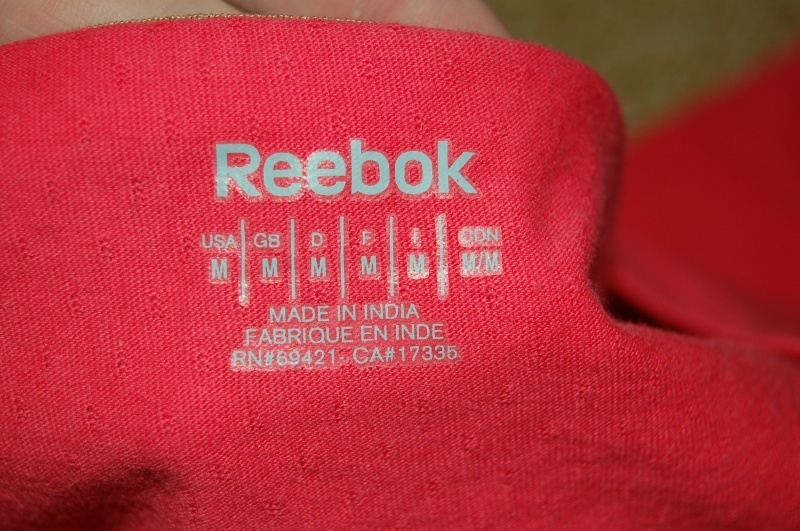 Reebok
USA GB D F I CDN
M M M M M M/M
MADE IN INDIA
FABRIQUE EN INDE
RN#69421- CA#17335